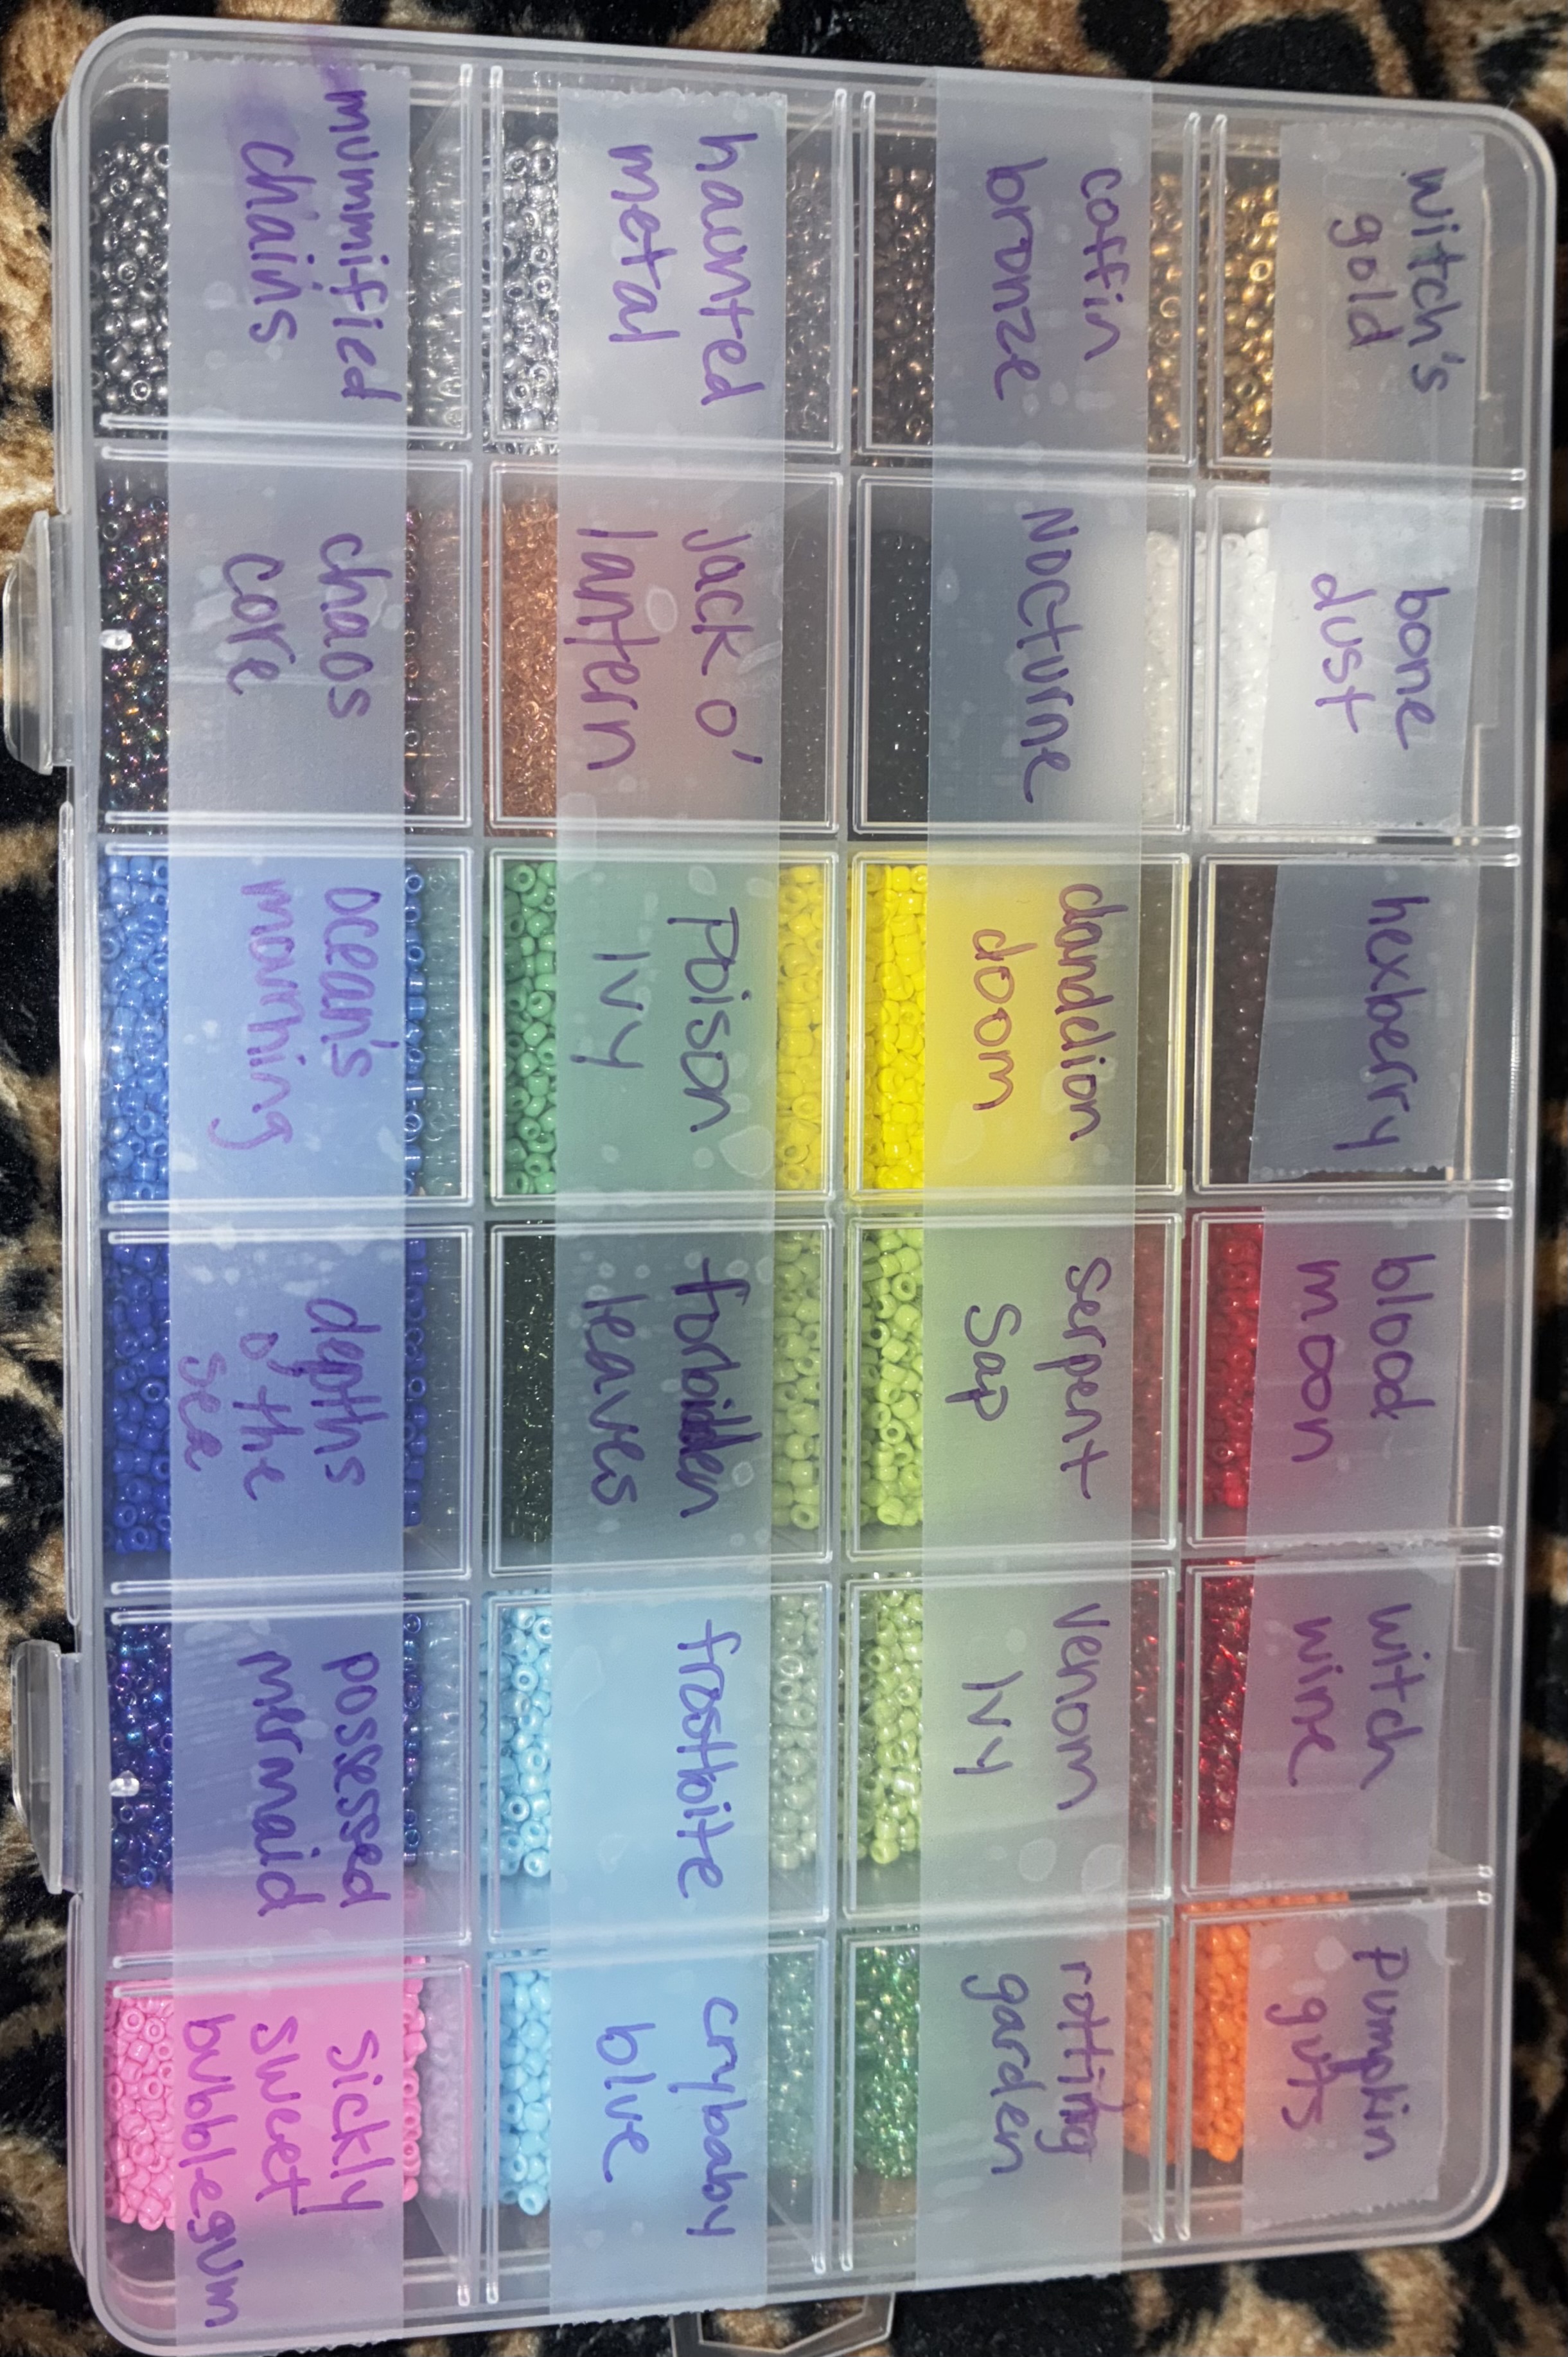 witch's
gold
bone
dust
hexberry
blood
moon
witch
wine
pumpkin
guts
coffin
bronze
Nocturne
dandelion
doom
serpent
sap
venom
ivy
rotting
garden
haunted
metal
Jack o'
lantern
poison
ivy
forbidden
leaves
frostbite
crybaby
blue
mummified
chains
chaos
core
ocean's
mourning
depths
of the
sea
possessed
mermaid
sickly
sweet
bubblegum